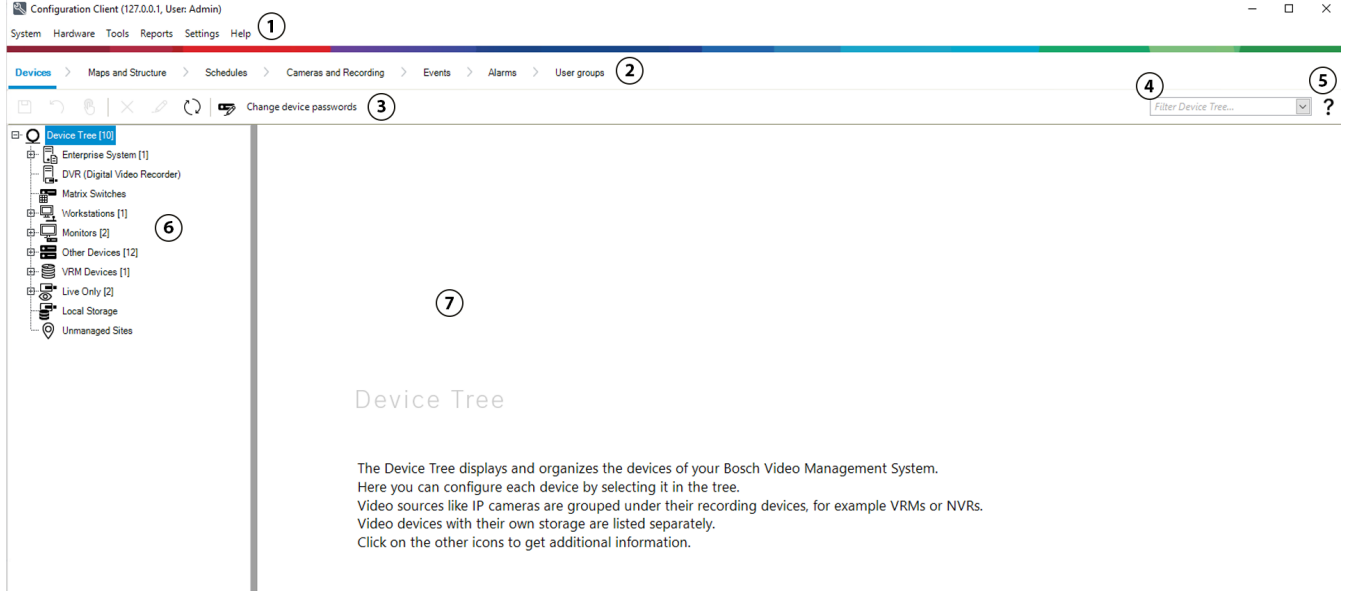 Configuration Client (127.0.0.1, User: Admin)
System Hardware Tools Reports Settings Help 1
Devices Maps and Structure Schedules Cameras and Recording Events Alarms User groups 2
Change device passwords 3
4
Filter Device Tree...
5
?
Device Tree [10]
Enterprise System [1]
DVR (Digital Video Recorder)
Matrix Switches
Workstations [1]
Monitors [2]
Other Devices [12]
VRM Devices [1]
Live Only [2]
Local Storage
Unmanaged Sites
6
7
Device Tree
The Device Tree displays and organizes the devices of your Bosch Video Management System.
Here you can configure each device by selecting it in the tree.
Video sources like IP cameras are grouped under their recording devices, for example VRMs or NVRs.
Video devices with their own storage are listed separately.
Click on the other icons to get additional information.